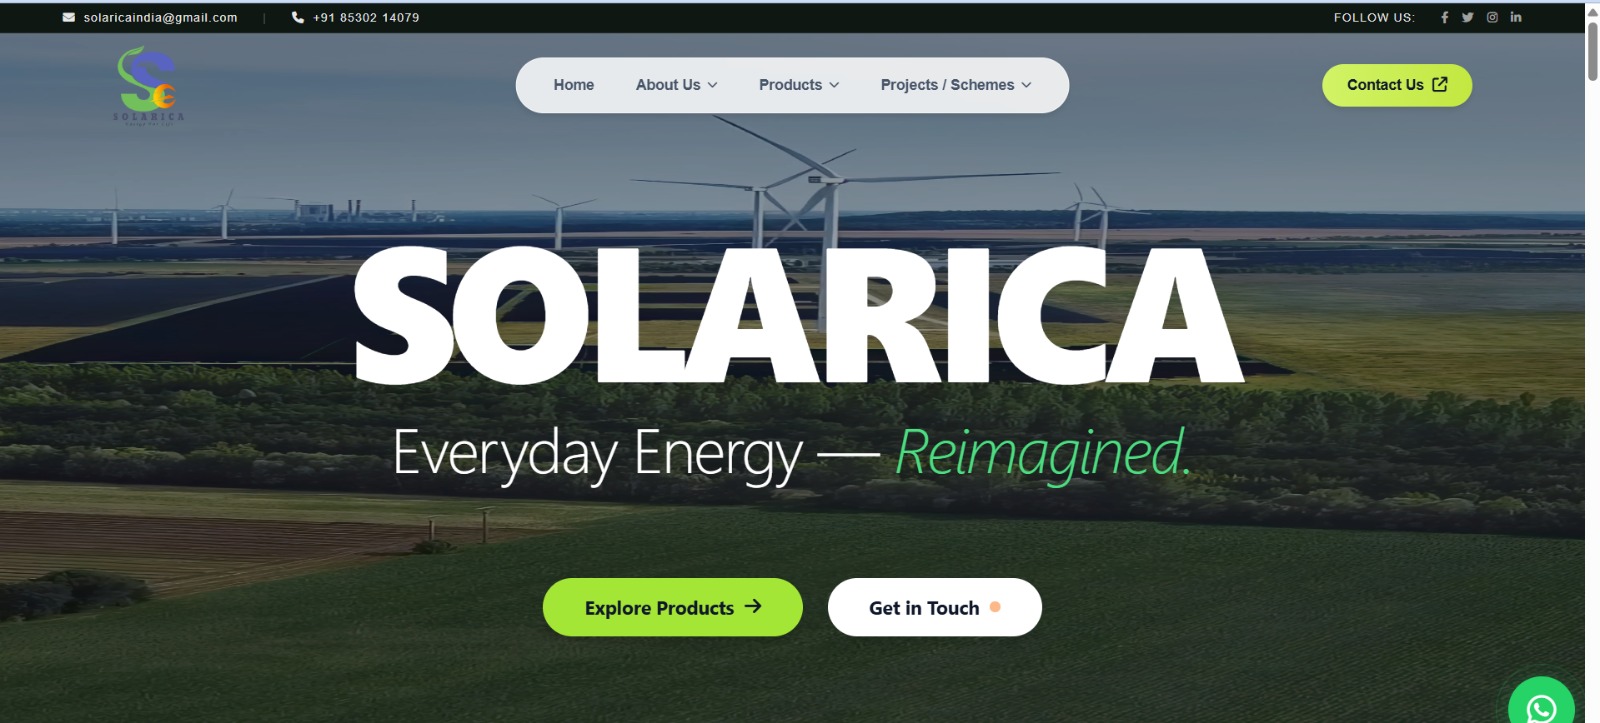 solaricaindia@gmail.com | +91 85302 14079 FOLLOW US:
SOLARICA
Home About Us Products Projects / Schemes Contact Us
SOLARICA
Everyday Energy — Reimagined.
Explore Products → Get in Touch